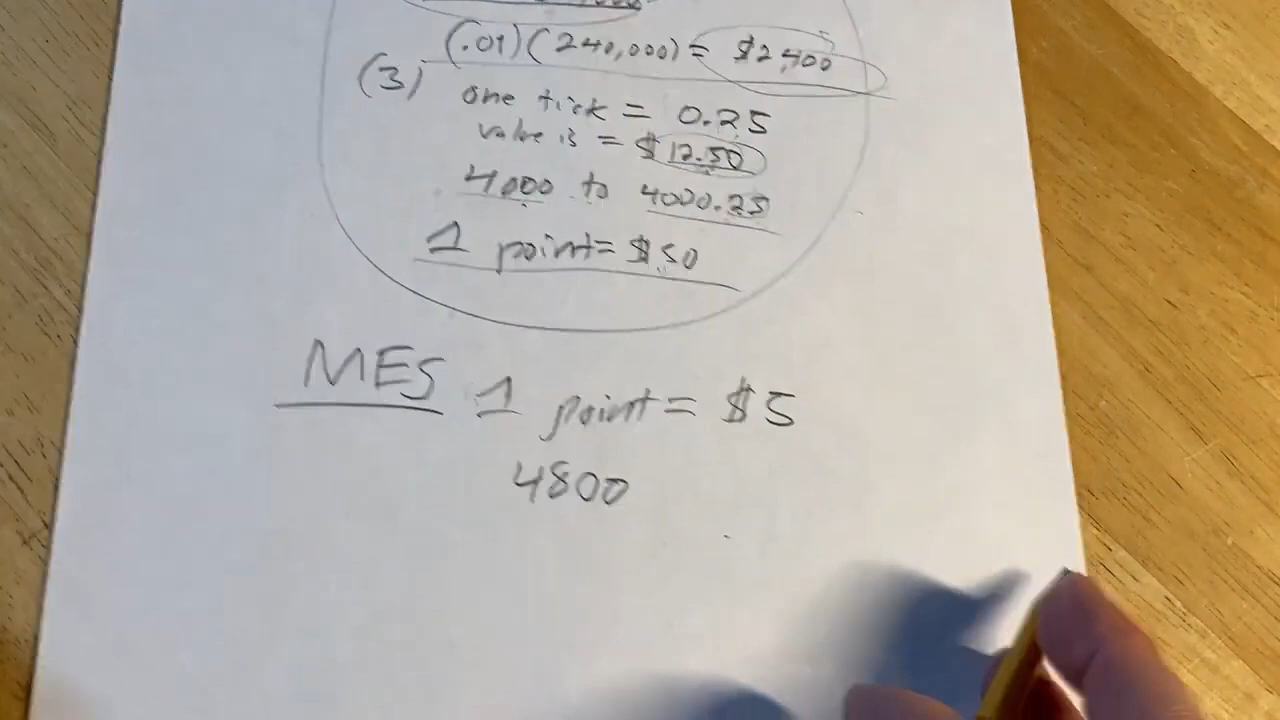 (.01)(240,000) = $2,400
(3) one tick = 0.25
value is = $12.50
4000 to 4000.25
1 point = $50
MES 1 point = $5
4800